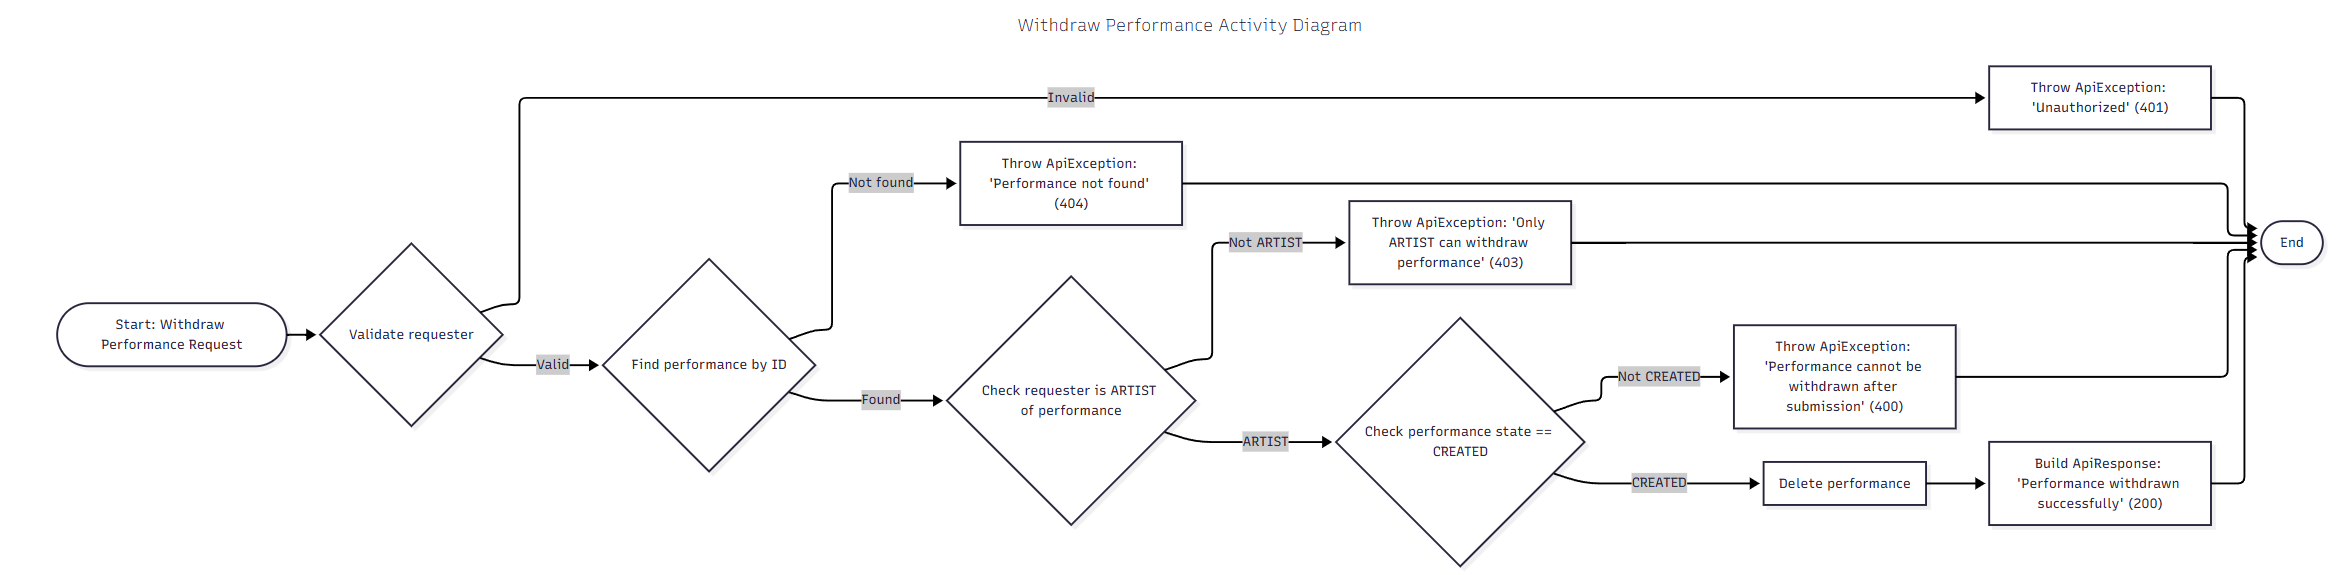 Withdraw Performance Activity Diagram
Start: Withdraw
Performance Request
Validate requester
Invalid
Throw ApiException:
'Unauthorized' (401)
Valid
Find performance by ID
Not found
Throw ApiException:
'Performance not found'
(404)
Found
Check requester is ARTIST
of performance
Not ARTIST
Throw ApiException: 'Only
ARTIST can withdraw
performance' (403)
ARTIST
Check performance state ==
CREATED
Not CREATED
Throw ApiException:
'Performance cannot be
withdrawn after
submission' (400)
CREATED
Delete performance
Build ApiResponse:
'Performance withdrawn
successfully' (200)
End